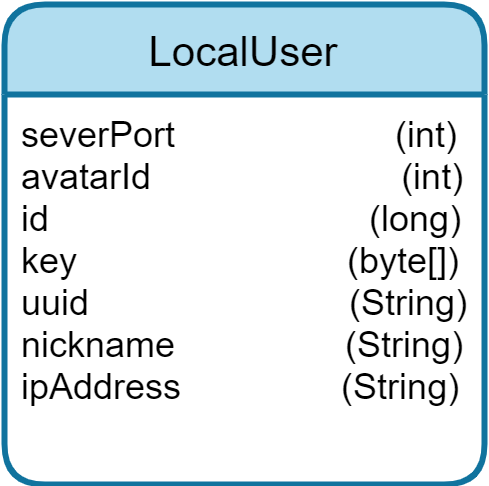 LocalUser
severPort (int)
avatarId (int)
id (long)
key (byte[])
uuid (String)
nickname (String)
ipAddress (String)